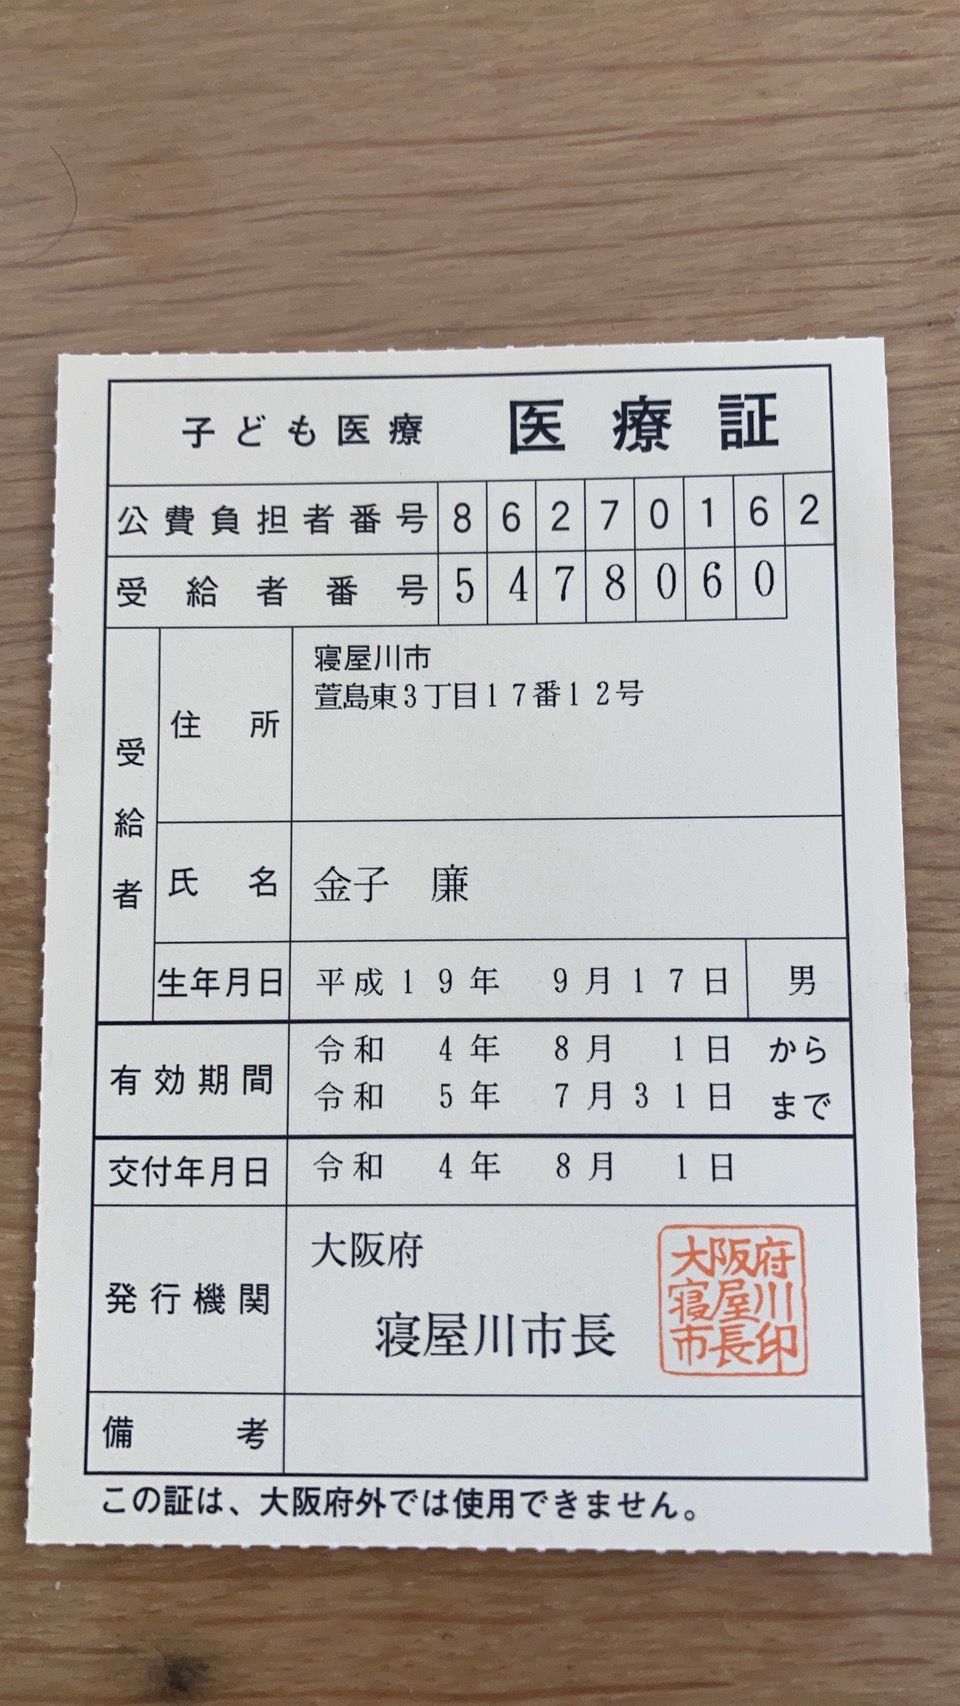 子ども医療 医療証
公費負担者番号 86270162
受給者番号 5478060
受給者
住所
寝屋川市
萱島東3丁目17番12号
氏名 金子 廉
生年月日 平成19年 9月17日 男
有効期間
令和 4年 8月 1日 から
令和 5年 7月31日 まで
交付年月日 令和 4年 8月 1日
発行機関
大阪府
寝屋川市長
大阪府
寝屋川
市長印
備考
この証は、大阪府外では使用できません。